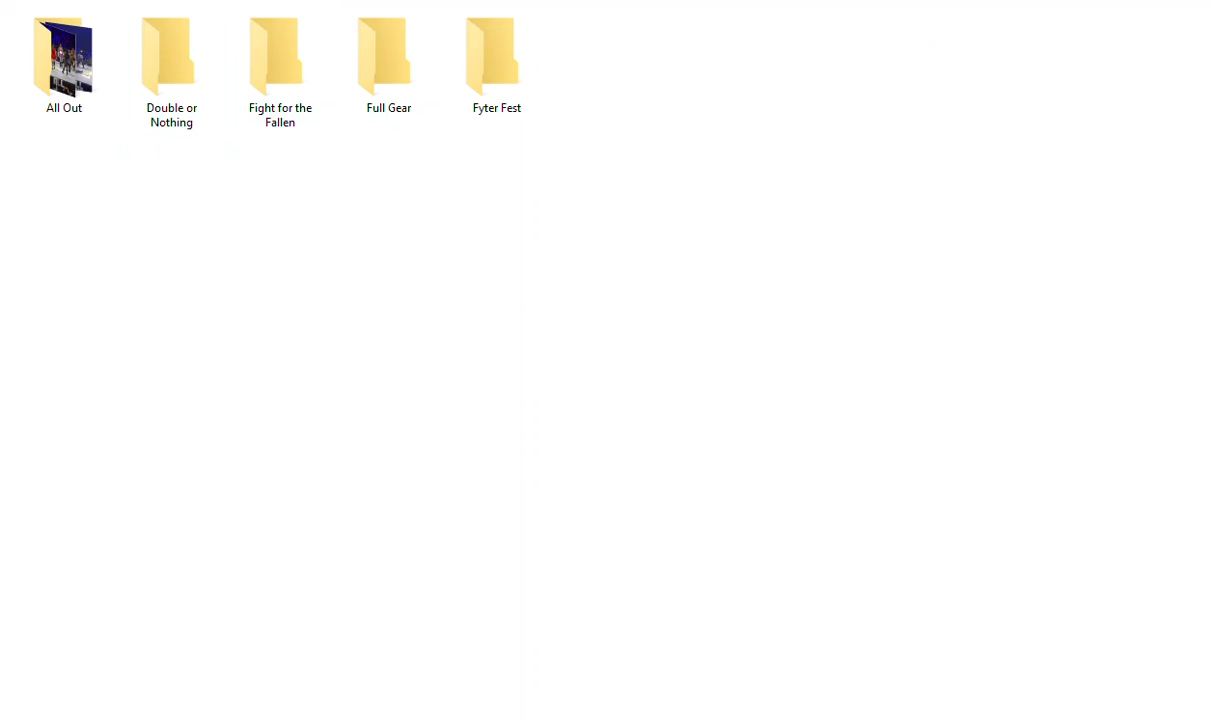 All Out
Double or
Nothing
Fight for the
Fallen
Full Gear
Fyter Fest